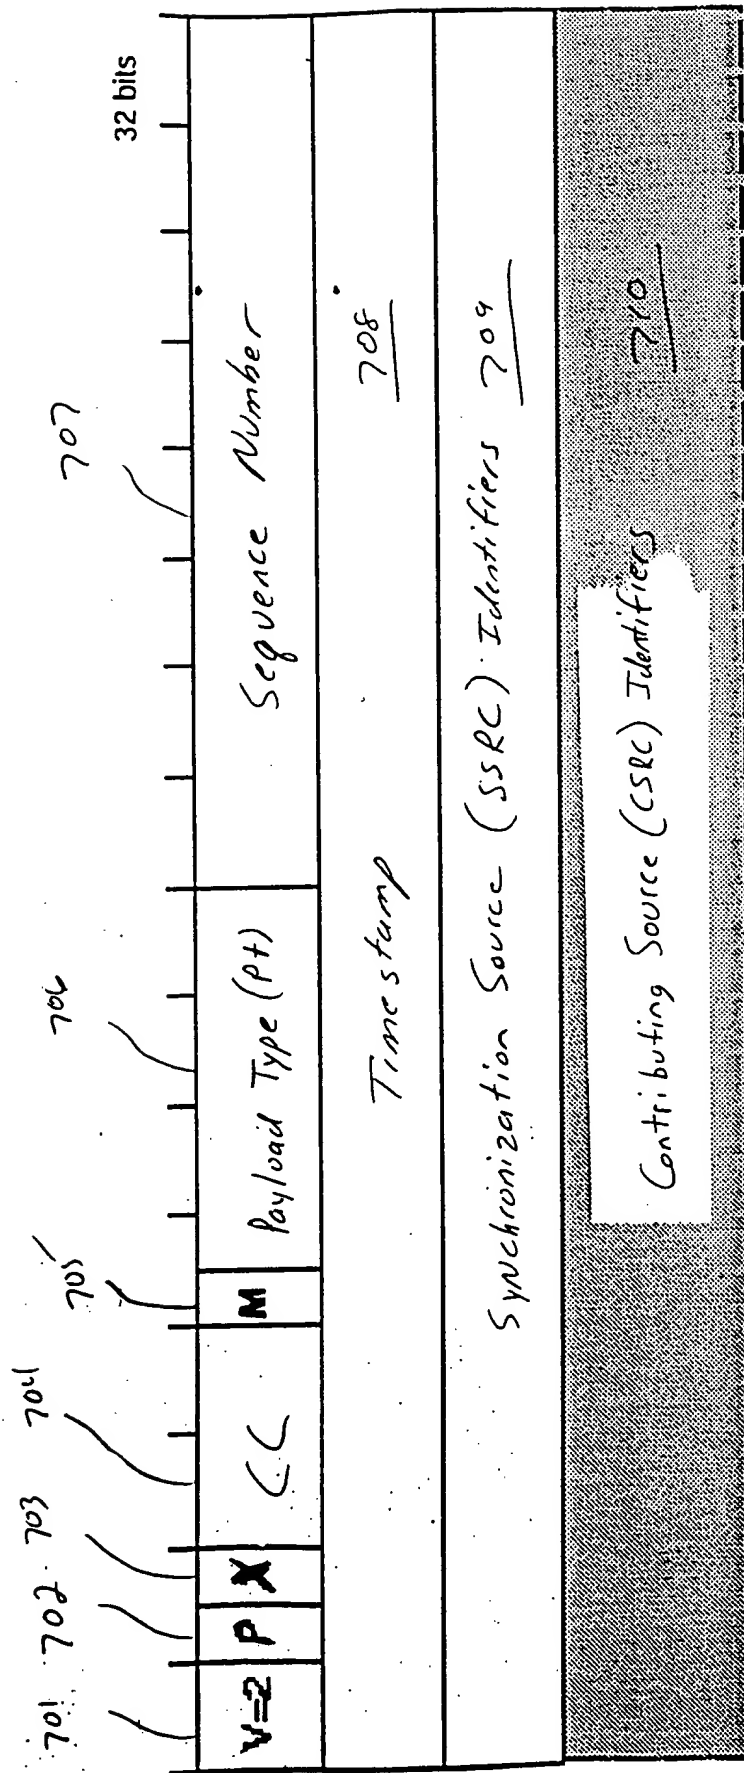 32 bits
701 702 703 704 705 706 707
V=2 P X CC M Payload Type (Pt) Sequence Number
Timestamp 708
Synchronization Source (SSRC) Identifiers 709
Contributing Source (CSRC) Identifiers 710